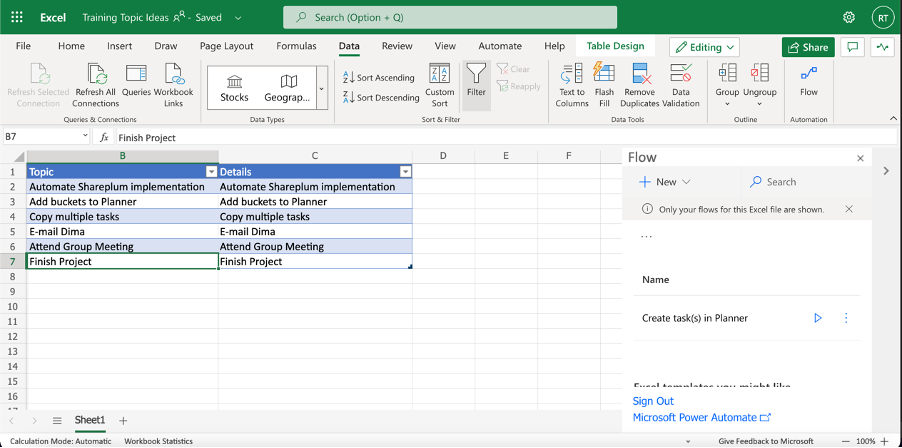 Excel Training Topic Ideas - Saved Search (Option + Q) RT
File Home Insert Draw Page Layout Formulas Data Review View Automate Help Table Design Editing Share
Refresh Selected Connection
Refresh All Connections
Queries
Workbook Links
Queries & Connections
Stocks
Geograp...
Data Types
Sort Ascending
Sort Descending
Custom Sort
Filter
Clear
Reapply
Sort & Filter
Text to Columns
Flash Fill
Remove Duplicates
Data Validation
Data Tools
Group
Ungroup
Outline
Flow
Automation
B7 fx Finish Project
B C D E F
1 Topic Details
2 Automate Shareplum implementation Automate Shareplum implementation
3 Add buckets to Planner Add buckets to Planner
4 Copy multiple tasks Copy multiple tasks
5 E-mail Dima E-mail Dima
6 Attend Group Meeting Attend Group Meeting
7 Finish Project Finish Project
8
9
10
11
12
13
14
15
16
Flow
New Search
Only your flows for this Excel file are shown.
...
Name
Create task(s) in Planner
Excel templates you might like
Sign Out
Microsoft Power Automate
Sheet1
Calculation Mode: Automatic Workbook Statistics Give Feedback to Microsoft 100%